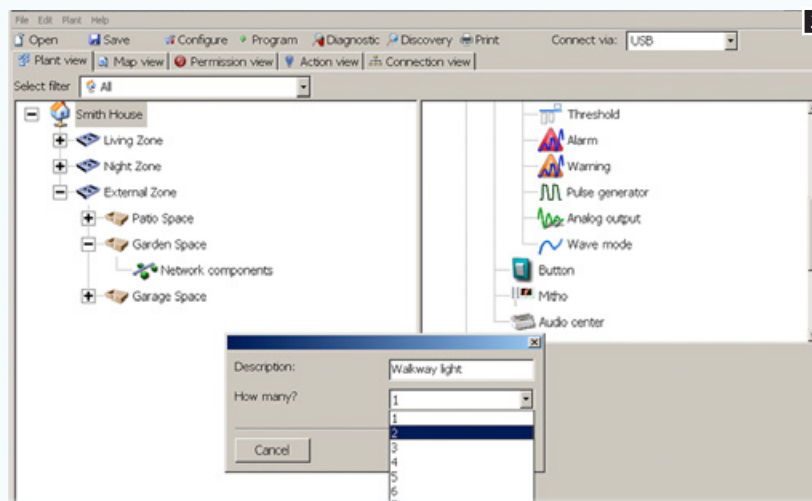 File Edit Plant Help
Open Save Configure Program Diagnostic Discovery Print Connect via: USB
Plant view Map view Permission view Action view Connection view
Select filter All
Smith House
Living Zone
Night Zone
External Zone
Patio Space
Garden Space
Network components
Garage Space
Threshold
Alarm
Warning
Pulse generator
Analog output
Wave mode
Button
Mitho
Audio center
Description: Walkway light
How many? 1
1
2
3
4
5
6
Cancel